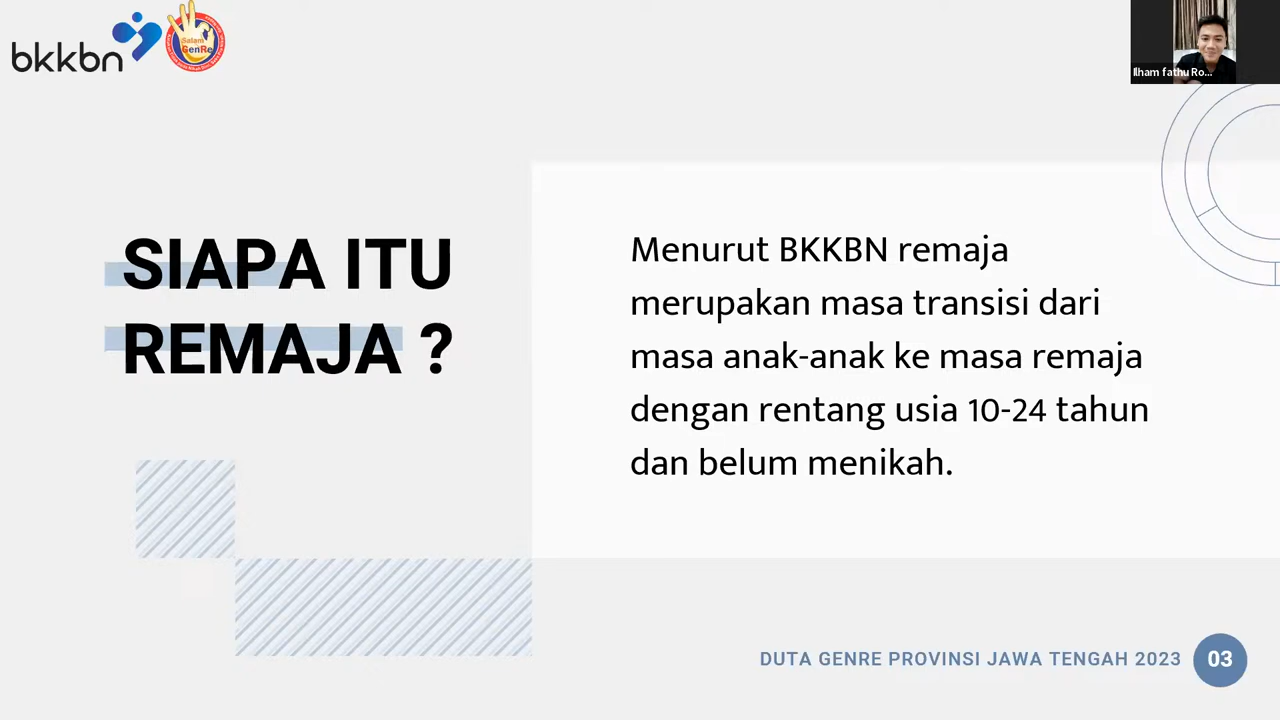 bkkbn
Salam
GenRe
Ilham fathu Ro...
SIAPA ITU
REMAJA ?
Menurut BKKBN remaja
merupakan masa transisi dari
masa anak-anak ke masa remaja
dengan rentang usia 10-24 tahun
dan belum menikah.
DUTA GENRE PROVINSI JAWA TENGAH 2023
03